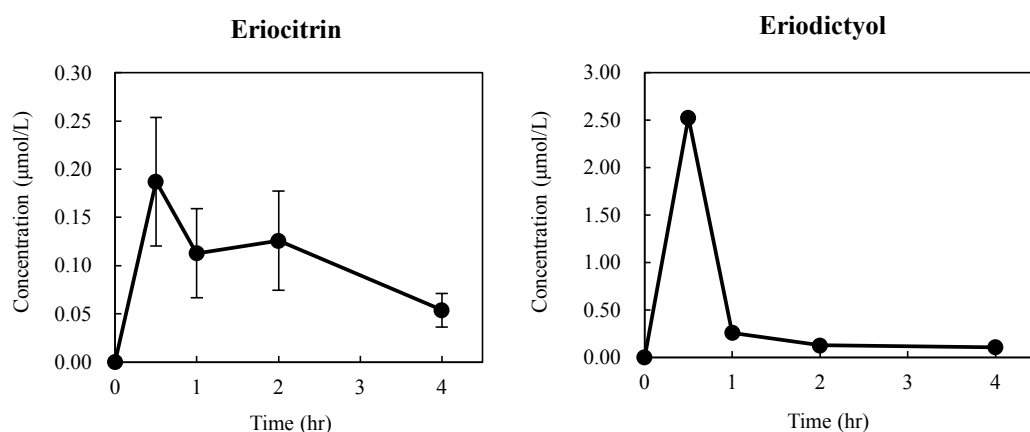 Eriocitrin
0.30
0.25
0.20
0.15
0.10
0.05
0.00
Concentration (μmol/L)
0 1 2 3 4
Time (hr)
Eriodictyol
3.00
2.50
2.00
1.50
1.00
0.50
0.00
Concentration (μmol/L)
0 1 2 3 4
Time (hr)